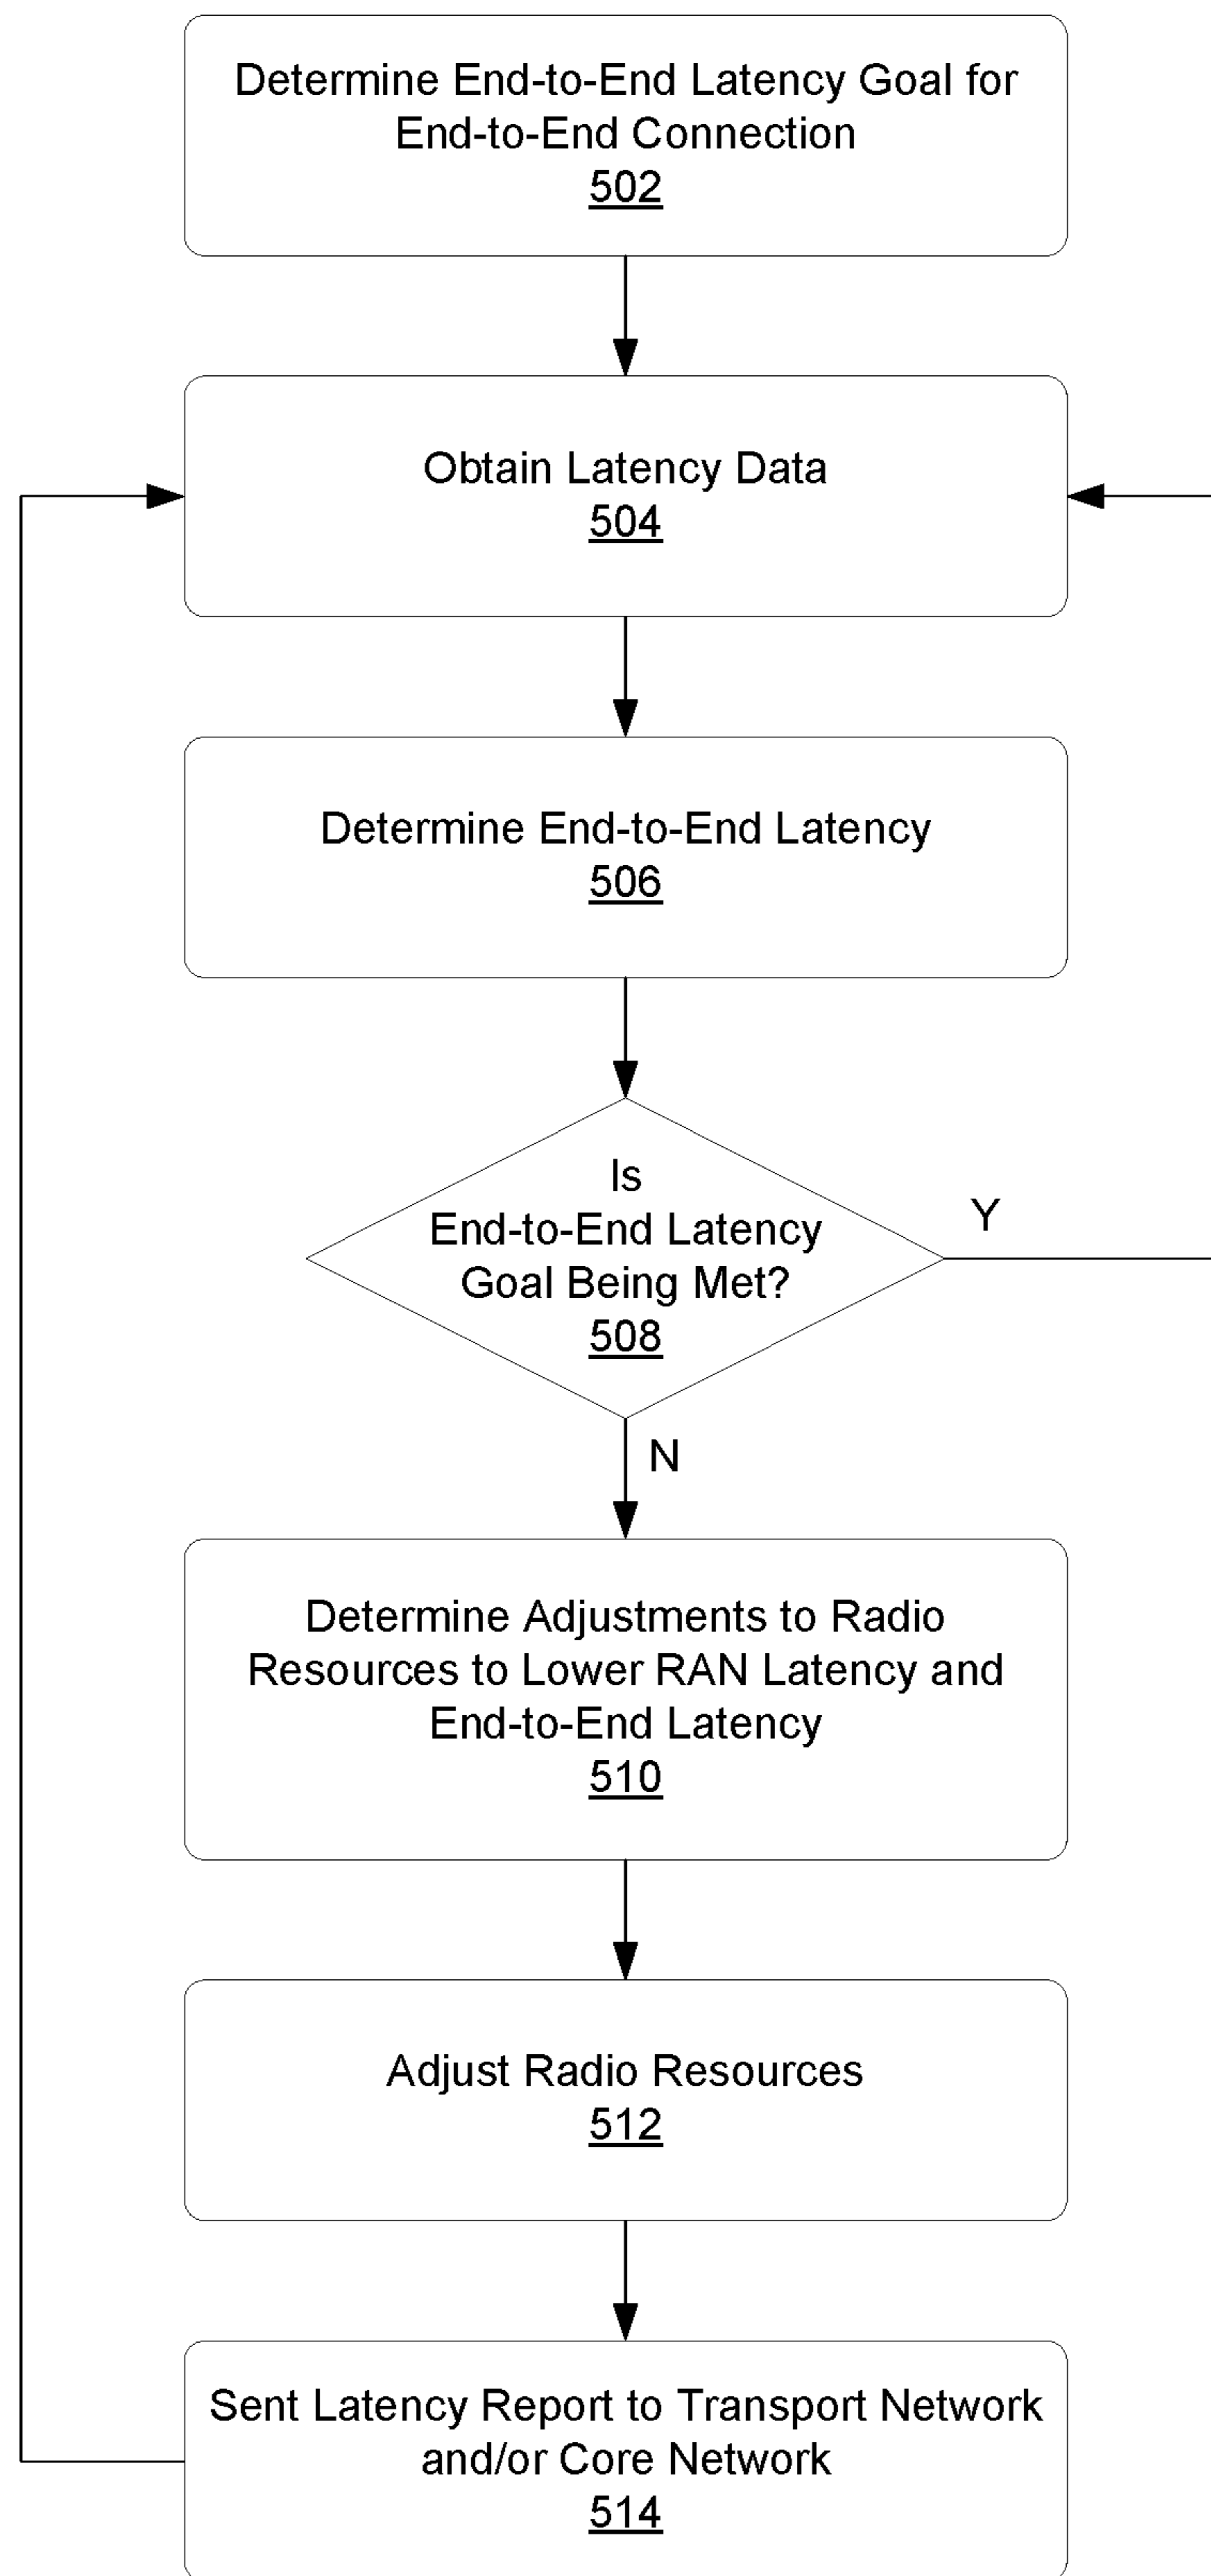 Determine End-to-End Latency Goal for
End-to-End Connection
502
Obtain Latency Data
504
Determine End-to-End Latency
506
Is
End-to-End Latency
Goal Being Met?
508
Y
N
Determine Adjustments to Radio
Resources to Lower RAN Latency and
End-to-End Latency
510
Adjust Radio Resources
512
Sent Latency Report to Transport Network
and/or Core Network
514